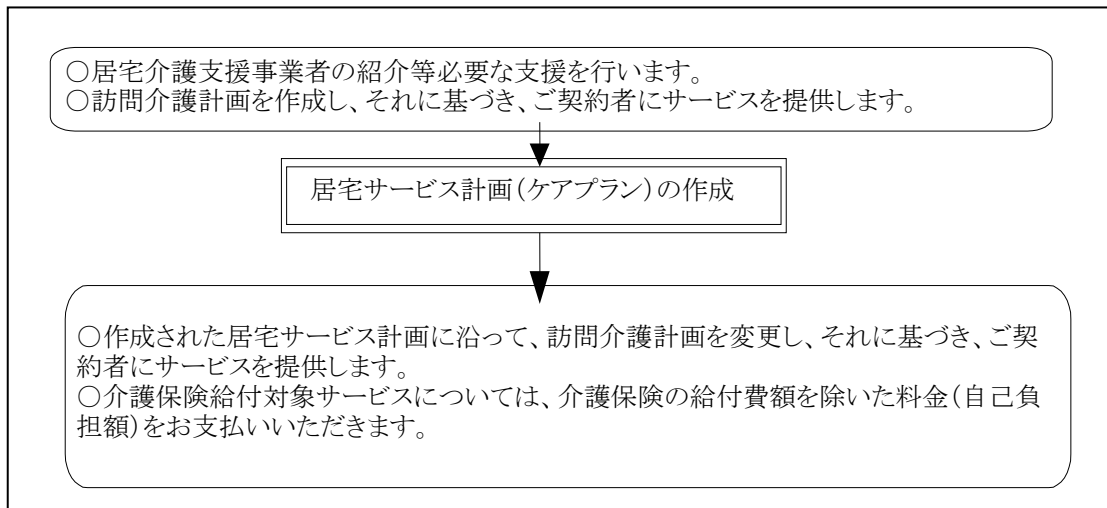 ○居宅介護支援事業者の紹介等必要な支援を行います。
○訪問介護計画を作成し、それに基づき、ご契約者にサービスを提供します。
居宅サービス計画(ケアプラン)の作成
○作成された居宅サービス計画に沿って、訪問介護計画を変更し、それに基づき、ご契
約者にサービスを提供します。
○介護保険給付対象サービスについては、介護保険の給付費額を除いた料金(自己負
担額)をお支払いいただきます。